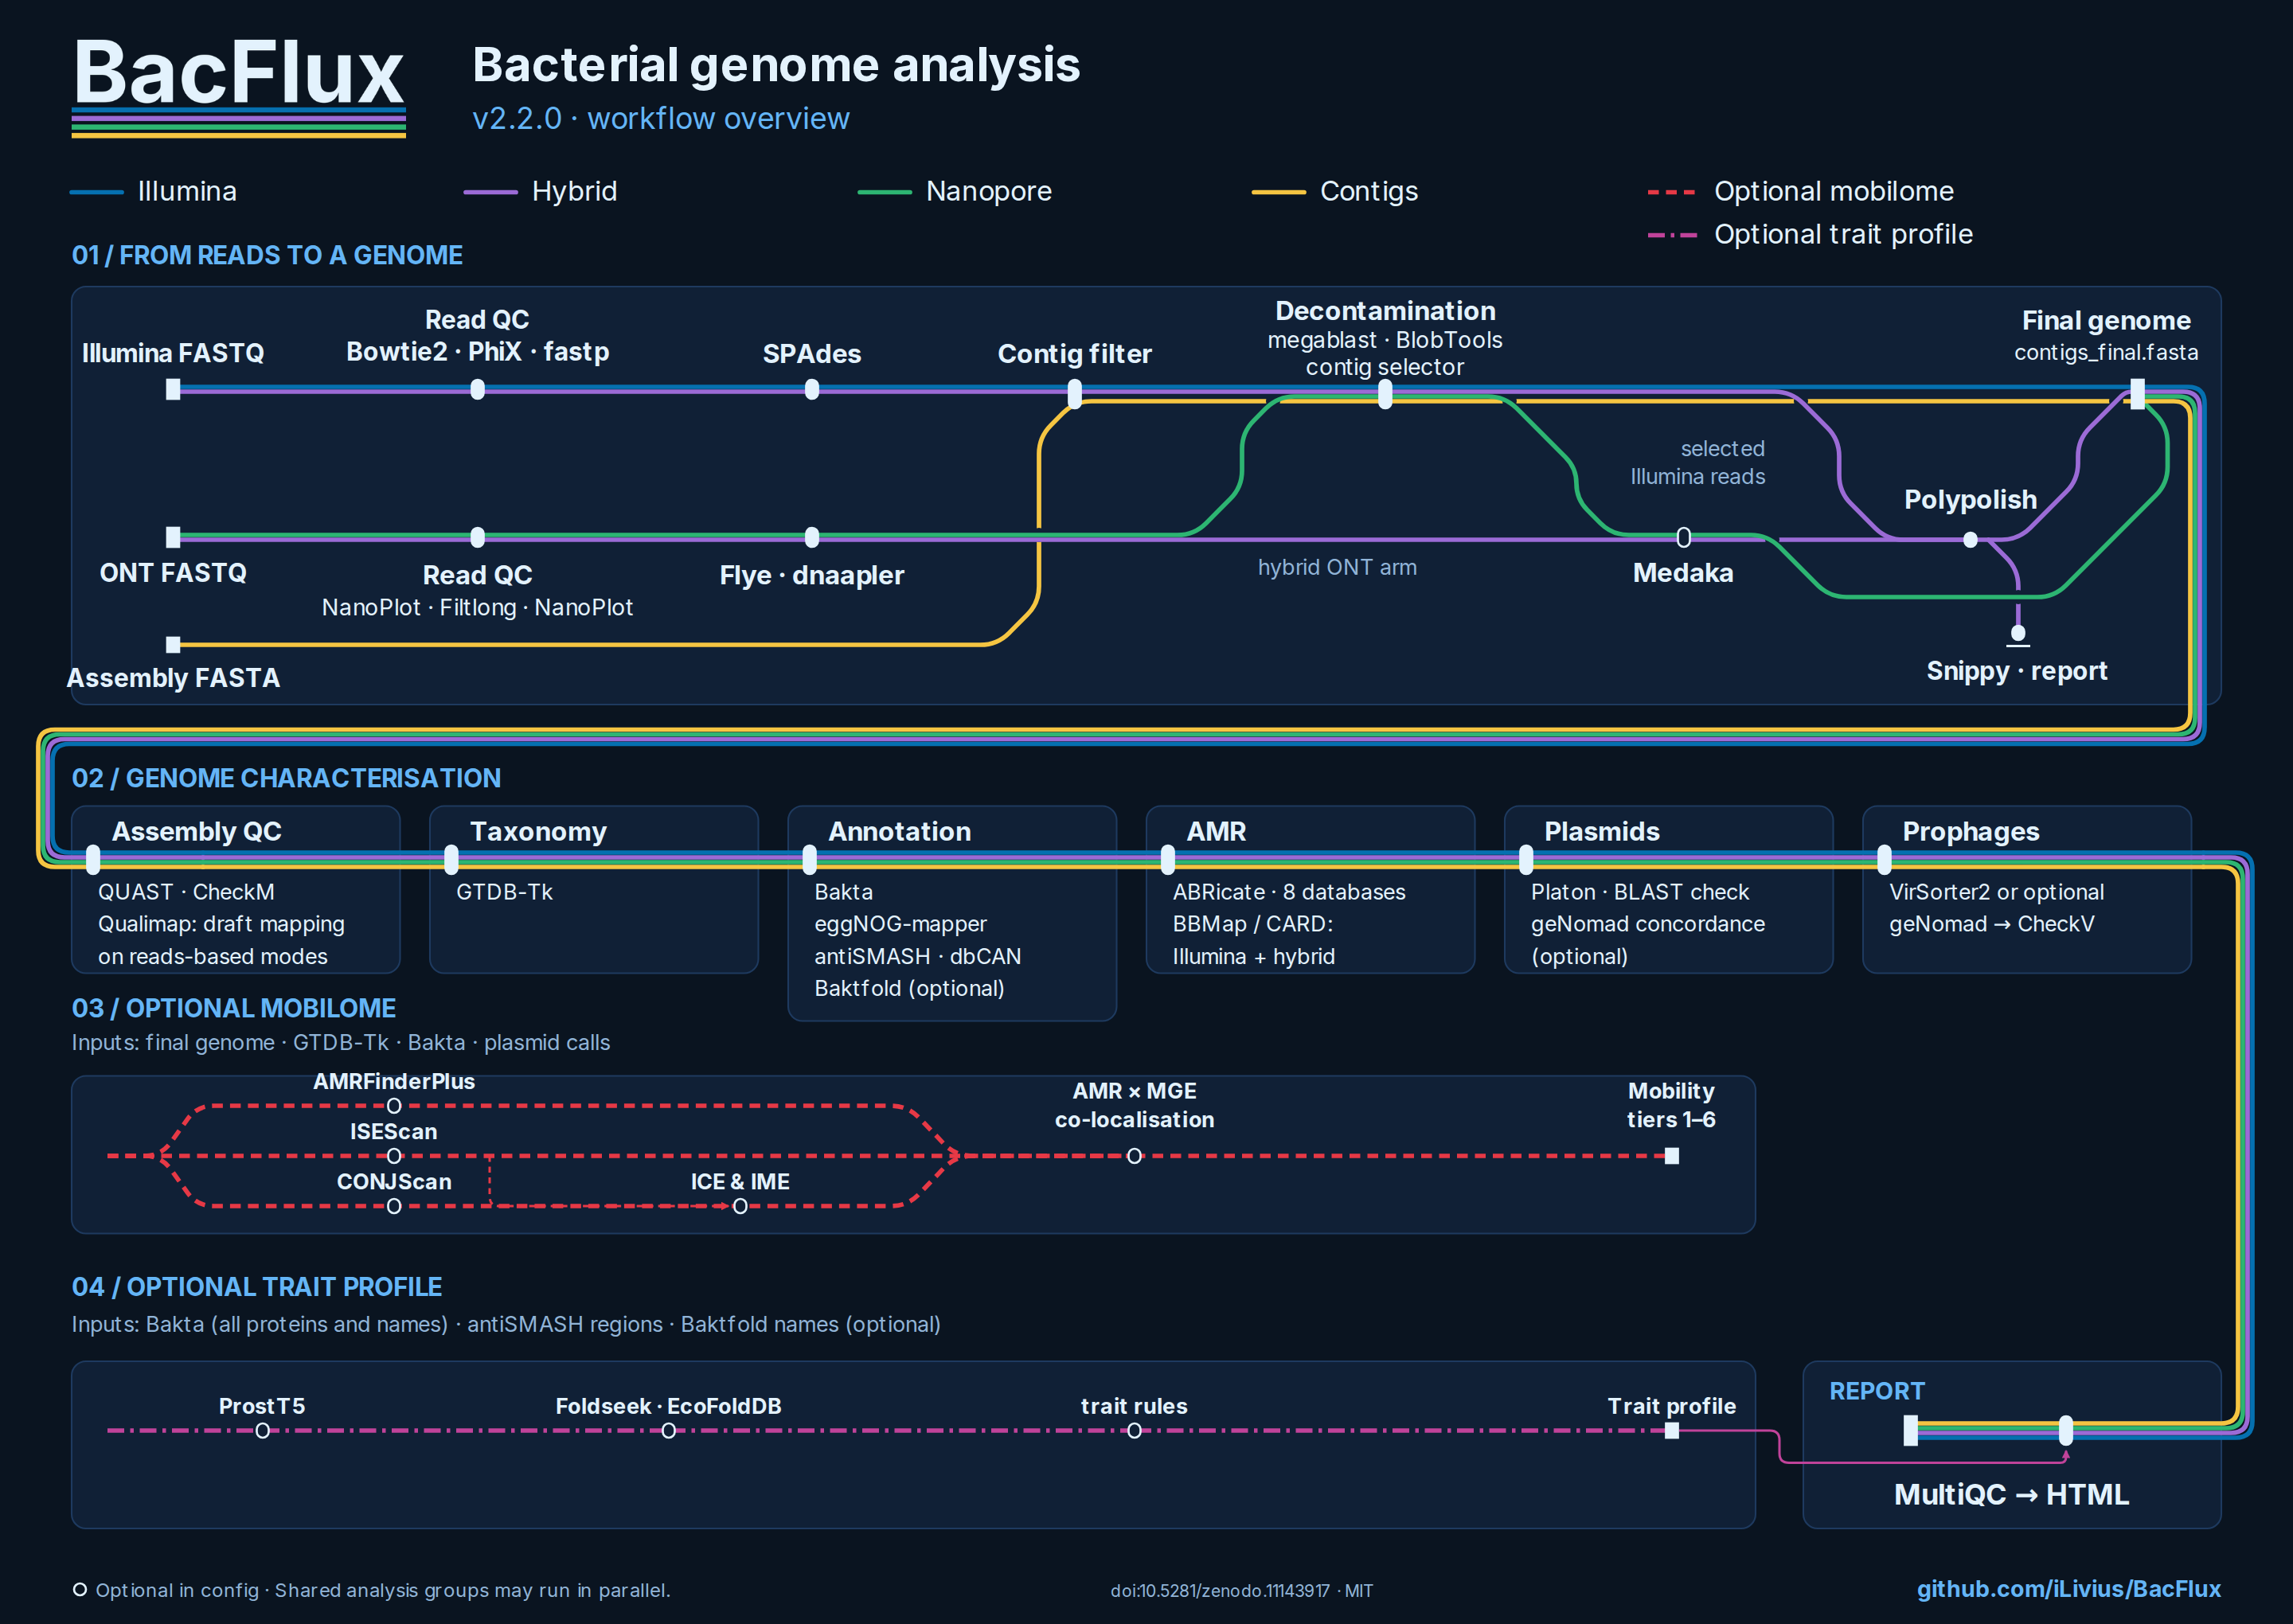 BacFlux
Bacterial genome analysis
v2.2.0 · workflow overview
Illumina
Hybrid
Nanopore
Contigs
Optional mobilome
Optional trait profile
01 / FROM READS TO A GENOME
Illumina FASTQ
Read QC
Bowtie2 · PhiX · fastp
SPAdes
Contig filter
Decontamination
megablast · BlobTools
contig selector
Final genome
contigs_final.fasta
selected
Illumina reads
Polypolish
ONT FASTQ
Read QC
NanoPlot · Filtlong · NanoPlot
Flye · dnaapler
hybrid ONT arm
Medaka
Assembly FASTA
Snippy · report
02 / GENOME CHARACTERISATION
Assembly QC
QUAST · CheckM
Qualimap: draft mapping
on reads-based modes
Taxonomy
GTDB-Tk
Annotation
Bakta
eggNOG-mapper
antiSMASH · dbCAN
Baktfold (optional)
AMR
ABRicate · 8 databases
BBMap / CARD:
Illumina + hybrid
Plasmids
Platon · BLAST check
geNomad concordance
(optional)
Prophages
VirSorter2 or optional
geNomad → CheckV
03 / OPTIONAL MOBILOME
Inputs: final genome · GTDB-Tk · Bakta · plasmid calls
AMRFinderPlus
ISEScan
CONJScan
ICE & IME
AMR × MGE
co-localisation
Mobility
tiers 1–6
04 / OPTIONAL TRAIT PROFILE
Inputs: Bakta (all proteins and names) · antiSMASH regions · Baktfold names (optional)
ProstT5
Foldseek · EcoFoldDB
trait rules
Trait profile
REPORT
MultiQC → HTML
Optional in config · Shared analysis groups may run in parallel.
doi:10.5281/zenodo.11143917 · MIT
github.com/iLivius/BacFlux